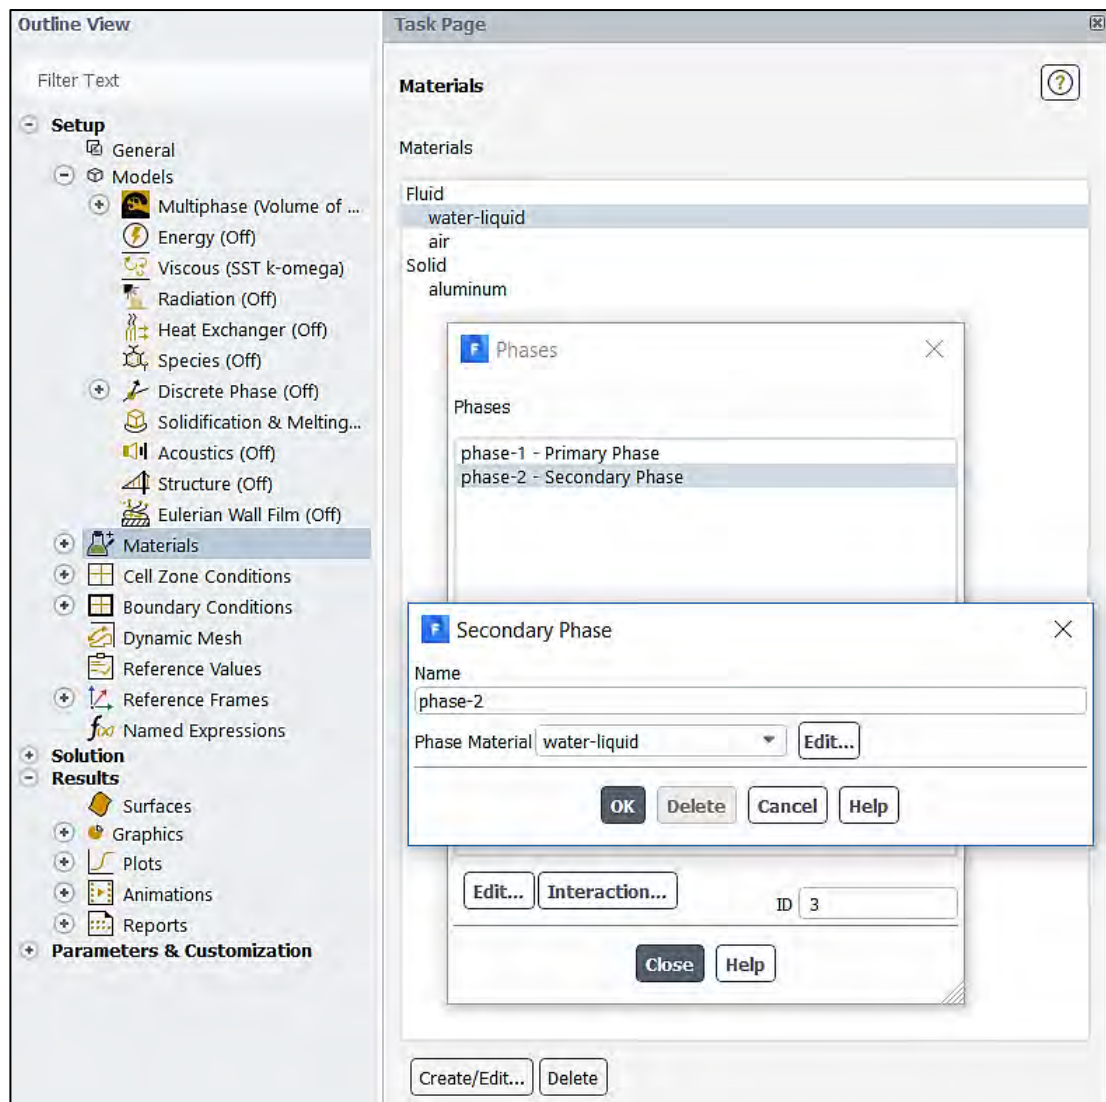 Outline View
Filter Text
Setup
General
Models
Multiphase (Volume of ...
Energy (Off)
Viscous (SST k-omega)
Radiation (Off)
Heat Exchanger (Off)
Species (Off)
Discrete Phase (Off)
Solidification & Melting...
Acoustics (Off)
Structure (Off)
Eulerian Wall Film (Off)
Materials
Cell Zone Conditions
Boundary Conditions
Dynamic Mesh
Reference Values
Reference Frames
Named Expressions
Solution
Results
Surfaces
Graphics
Plots
Animations
Reports
Parameters & Customization
Task Page
Materials
Materials
Fluid
water-liquid
air
Solid
aluminum
Phases
Phases
phase-1 - Primary Phase
phase-2 - Secondary Phase
Secondary Phase
Name
phase-2
Phase Material water-liquid Edit...
OK Delete Cancel Help
Edit... Interaction... ID 3
Close Help
Create/Edit... Delete